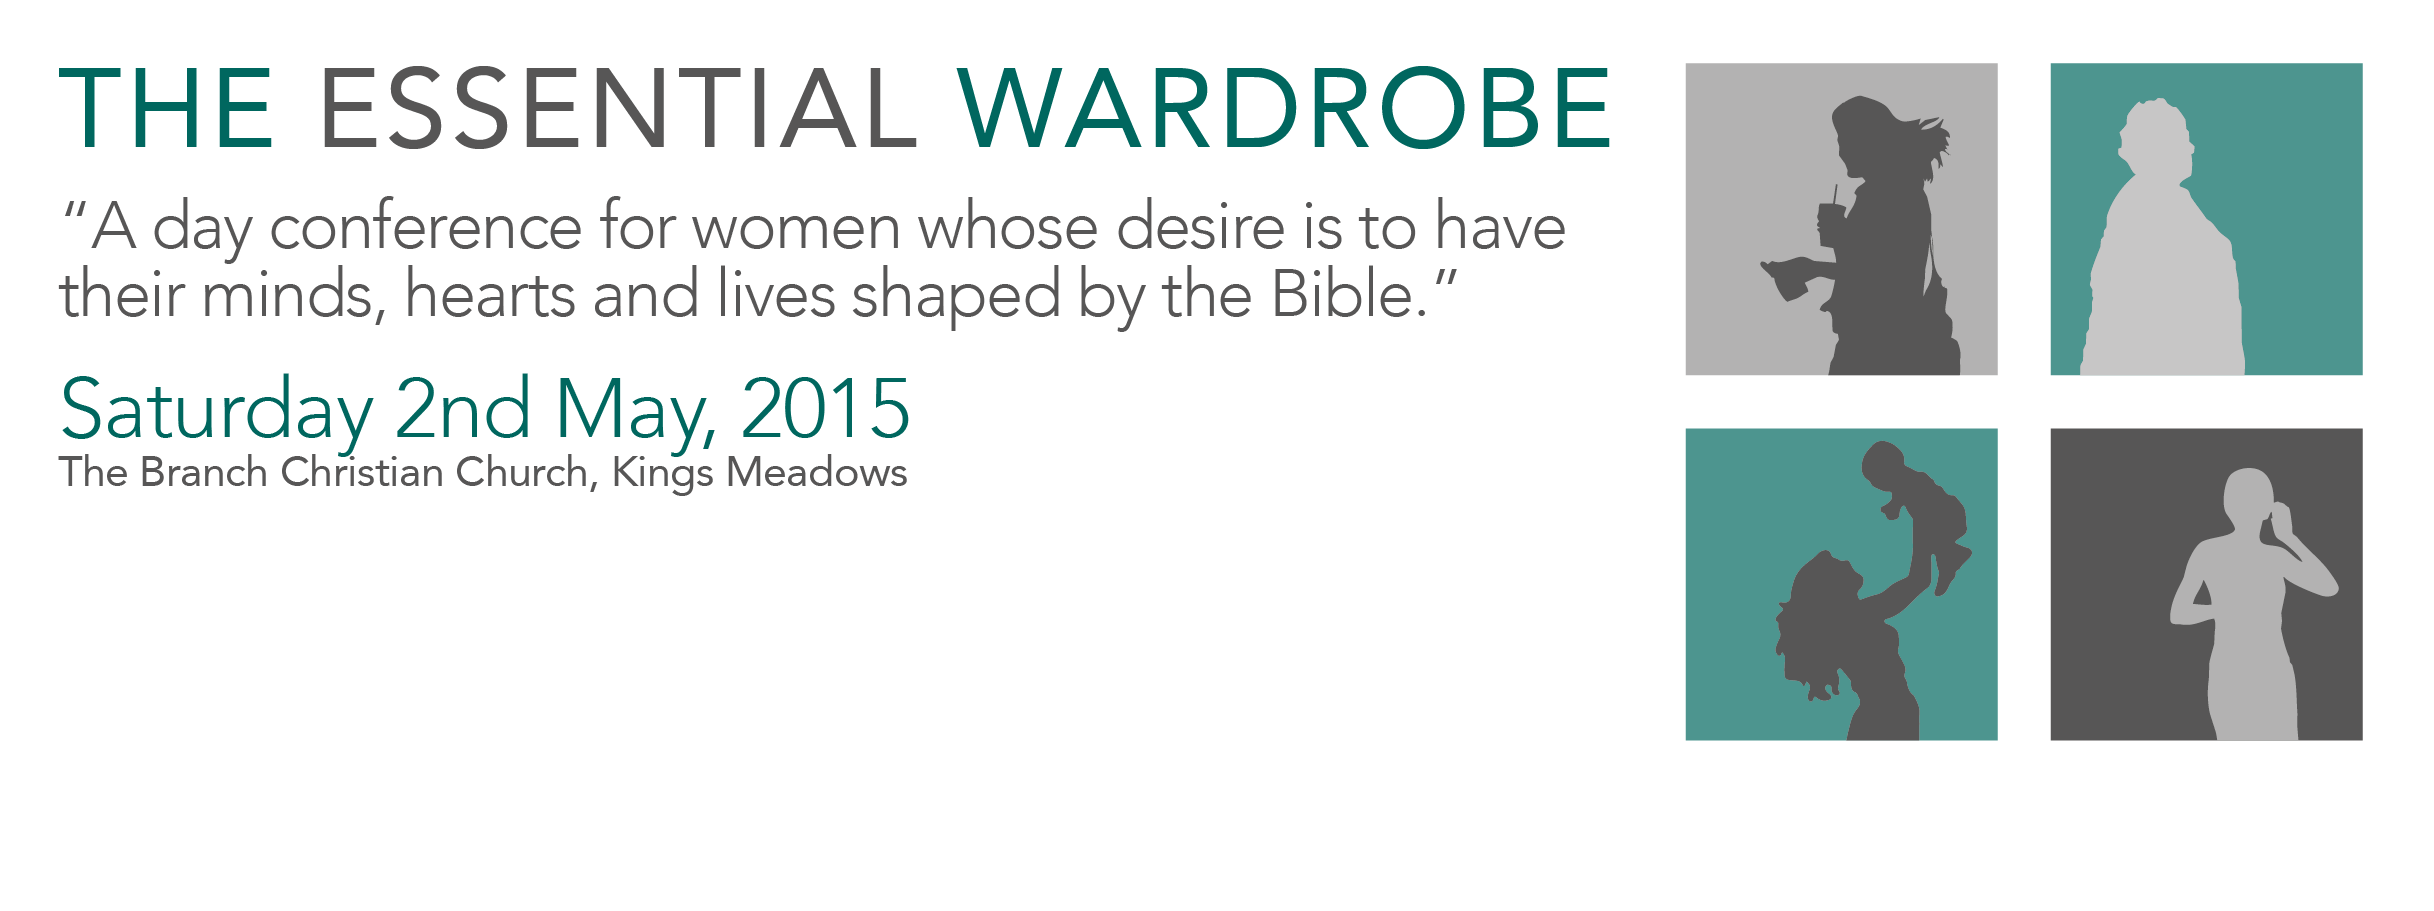 THE ESSENTIAL WARDROBE
“A day conference for women whose desire is to have
their minds, hearts and lives shaped by the Bible.”
Saturday 2nd May, 2015
The Branch Christian Church, Kings Meadows